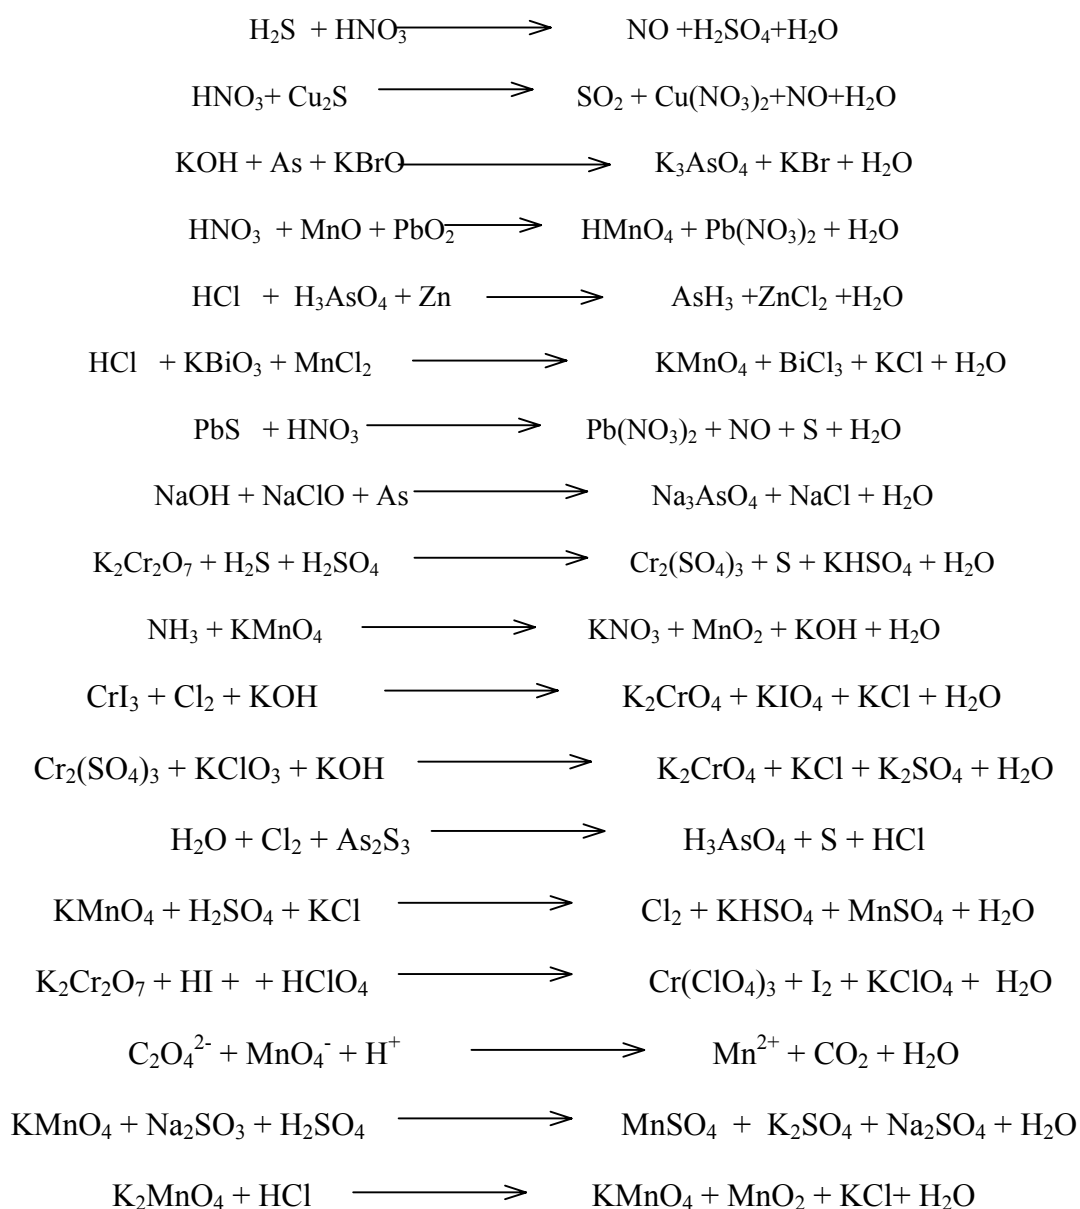 H₂S + HNO₃ ⟶ NO +H₂SO₄+H₂O
HNO₃+ Cu₂S ⟶ SO₂ + Cu(NO₃)₂+NO+H₂O
KOH + As + KBrO ⟶ K₃AsO₄ + KBr + H₂O
HNO₃ + MnO + PbO₂ ⟶ HMnO₄ + Pb(NO₃)₂ + H₂O
HCl + H₃AsO₄ + Zn ⟶ AsH₃ +ZnCl₂ +H₂O
HCl + KBiO₃ + MnCl₂ ⟶ KMnO₄ + BiCl₃ + KCl + H₂O
PbS + HNO₃ ⟶ Pb(NO₃)₂ + NO + S + H₂O
NaOH + NaClO + As ⟶ Na₃AsO₄ + NaCl + H₂O
K₂Cr₂O₇ + H₂S + H₂SO₄ ⟶ Cr₂(SO₄)₃ + S + KHSO₄ + H₂O
NH₃ + KMnO₄ ⟶ KNO₃ + MnO₂ + KOH + H₂O
CrI₃ + Cl₂ + KOH ⟶ K₂CrO₄ + KIO₄ + KCl + H₂O
Cr₂(SO₄)₃ + KClO₃ + KOH ⟶ K₂CrO₄ + KCl + K₂SO₄ + H₂O
H₂O + Cl₂ + As₂S₃ ⟶ H₃AsO₄ + S + HCl
KMnO₄ + H₂SO₄ + KCl ⟶ Cl₂ + KHSO₄ + MnSO₄ + H₂O
K₂Cr₂O₇ + HI + + HClO₄ ⟶ Cr(ClO₄)₃ + I₂ + KClO₄ + H₂O
C₂O₄²⁻ + MnO₄⁻ + H⁺ ⟶ Mn²⁺ + CO₂ + H₂O
KMnO₄ + Na₂SO₃ + H₂SO₄ ⟶ MnSO₄ + K₂SO₄ + Na₂SO₄ + H₂O
K₂MnO₄ + HCl ⟶ KMnO₄ + MnO₂ + KCl+ H₂O